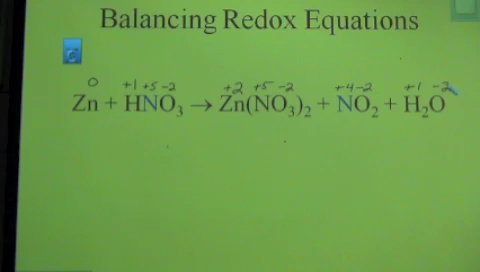 Balancing Redox Equations
0 +1 +5 -2 +2 +5 -2 +4 -2 +1 -2
Zn + HNO₃ → Zn(NO₃)₂ + NO₂ + H₂O